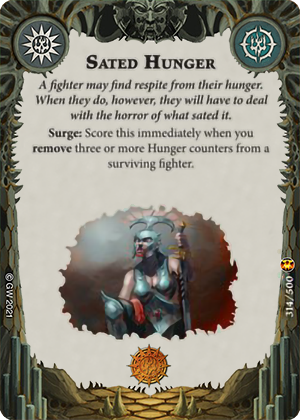 SATED HUNGER
A fighter may find respite from their hunger.
When they do, however, they will have to deal
with the horror of what sated it.
Surge: Score this immediately when you
remove three or more Hunger counters from a
surviving fighter.
© GW 2021
314/500